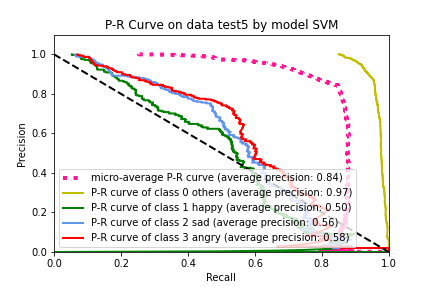 P-R Curve on data test5 by model SVM
1.0
0.8
0.6
0.4
0.2
0.0
Precision
micro-average P-R curve (average precision: 0.84)
P-R curve of class 0 others (average precision: 0.97)
P-R curve of class 1 happy (average precision: 0.50)
P-R curve of class 2 sad (average precision: 0.56)
P-R curve of class 3 angry (average precision: 0.58)
0.0 0.2 0.4 0.6 0.8 1.0
Recall